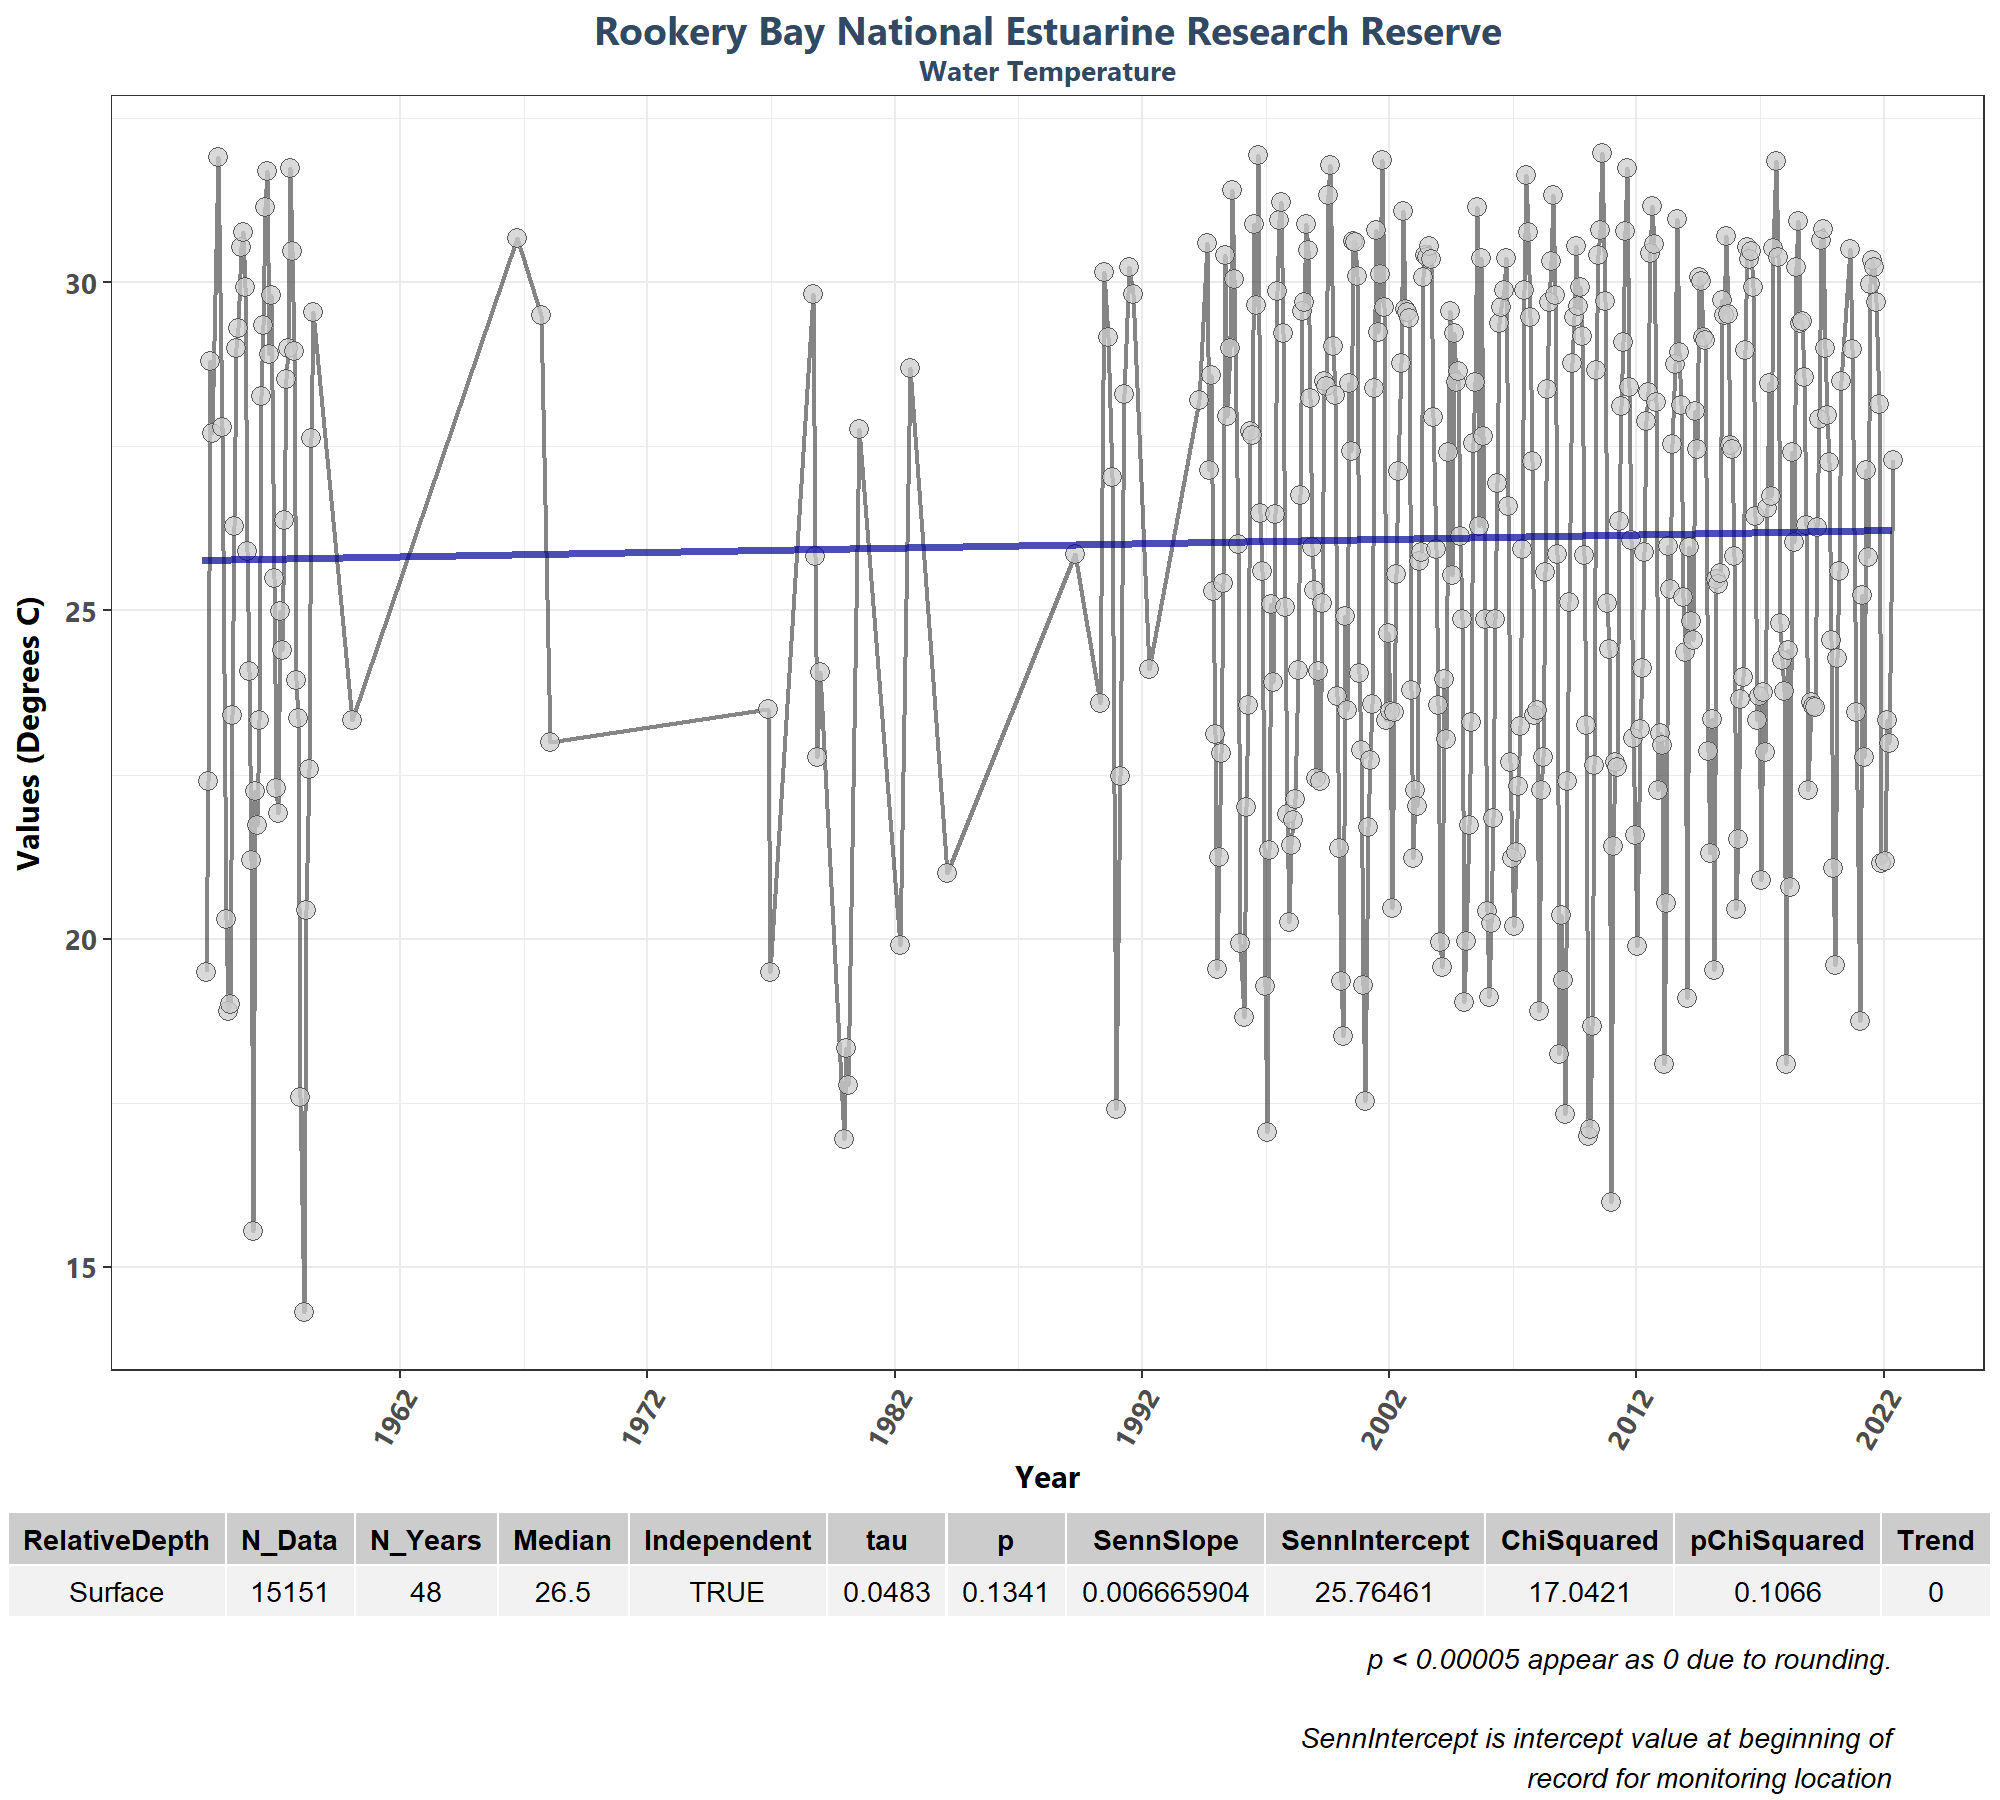 Rookery Bay National Estuarine Research Reserve
Water Temperature
Values (Degrees C)
30
25
20
15
1962 1972 1982 1992 2002 2012 2022
Year
RelativeDepth N_Data N_Years Median Independent tau p SennSlope SennIntercept ChiSquared pChiSquared Trend
Surface 15151 48 26.5 TRUE 0.0483 0.1341 0.006665904 25.76461 17.0421 0.1066 0
p < 0.00005 appear as 0 due to rounding.
SennIntercept is intercept value at beginning of
record for monitoring location